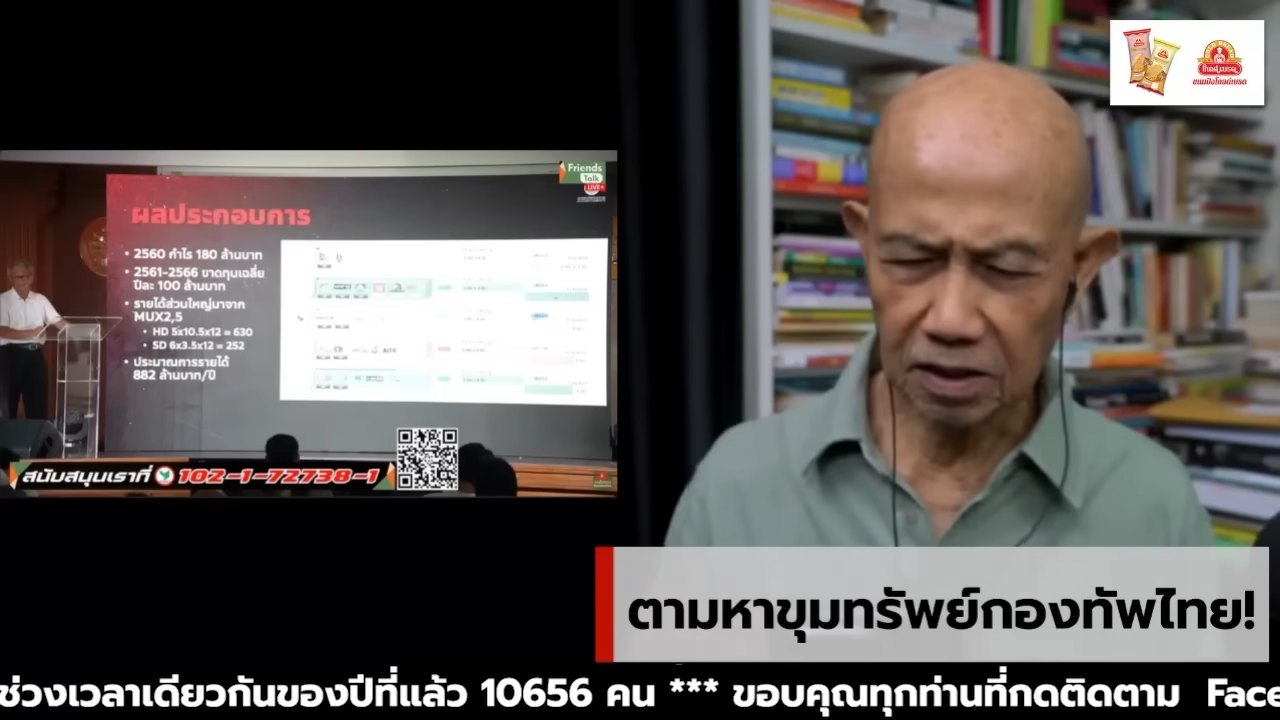 Friends
Talk
LIVE
ผลประกอบการ
• 2560 กำไร 180 ล้านบาท
• 2561-2566 ขาดทุนเฉลี่ย
ปีละ 100 ล้านบาท
• รายได้ส่วนใหญ่มาจาก
MUX2,5
• HD 5x10.5x12 = 630
• SD 6x3.5x12 = 252
• ประมาณการรายได้
882 ล้านบาท/ปี
สนับสนุนเราที่ 102-1-72738-1
ตามหาขุมทรัพย์กองทัพไทย!
ช่วงเวลาเดียวกันของปีที่แล้ว 10656 คน *** ขอบคุณทุกท่านที่กดติดตาม Face